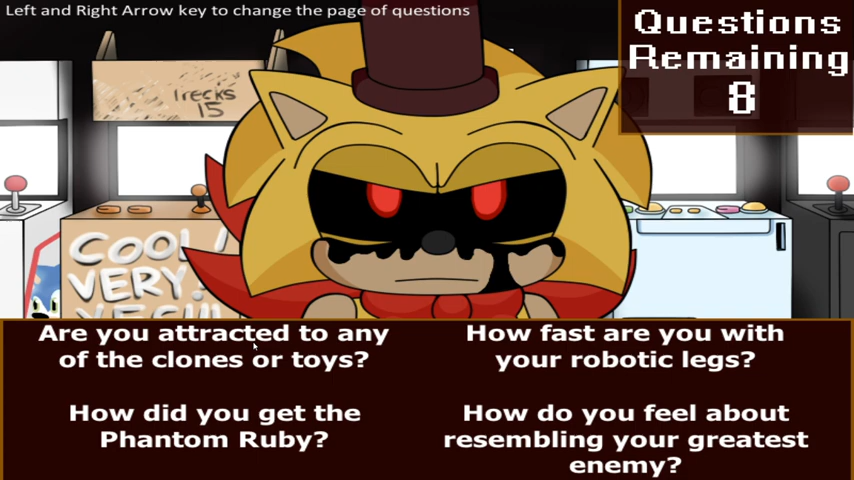 Left and Right Arrow key to change the page of questions
Questions
Remaining
8
Trecks
15
COOL!
VERY
Are you attracted to any
of the clones or toys?
How fast are you with
your robotic legs?
How did you get the
Phantom Ruby?
How do you feel about
resembling your greatest
enemy?